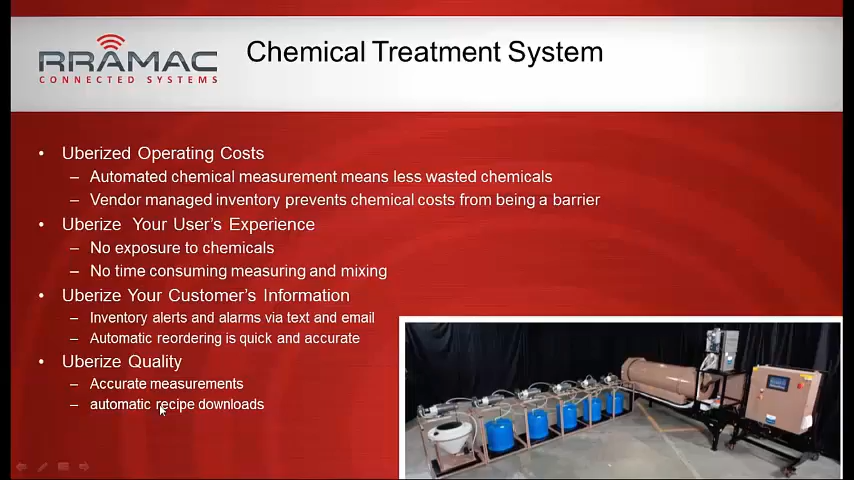 RRAMAC
CONNECTED SYSTEMS
Chemical Treatment System
• Uberized Operating Costs
– Automated chemical measurement means less wasted chemicals
– Vendor managed inventory prevents chemical costs from being a barrier
• Uberize Your User's Experience
– No exposure to chemicals
– No time consuming measuring and mixing
• Uberize Your Customer's Information
– Inventory alerts and alarms via text and email
– Automatic reordering is quick and accurate
• Uberize Quality
– Accurate measurements
– automatic recipe downloads